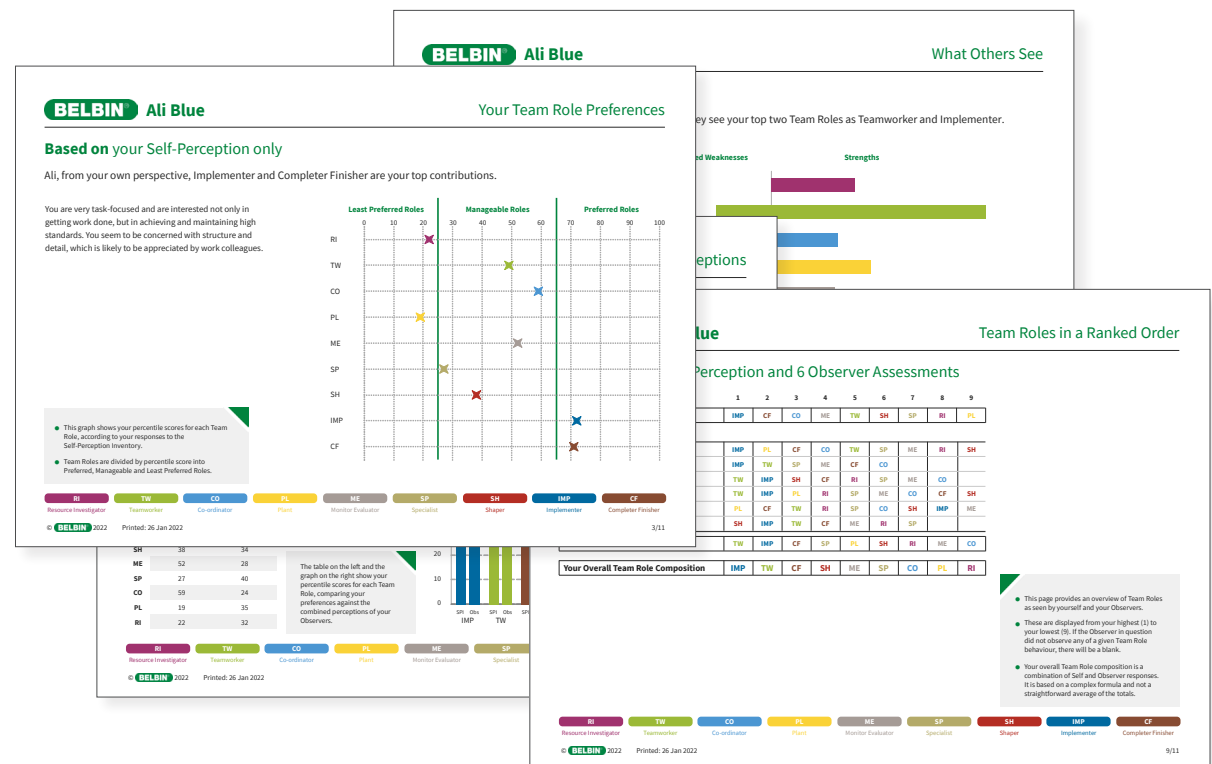 BELBIN® Ali Blue
What Others See
ey see your top two Team Roles as Teamworker and Implementer.
ed Weaknesses
Strengths
BELBIN® Ali Blue
Your Team Role Preferences
Based on your Self-Perception only
Ali, from your own perspective, Implementer and Completer Finisher are your top contributions.
You are very task-focused and are interested not only in
getting work done, but in achieving and maintaining high
standards. You seem to be concerned with structure and
detail, which is likely to be appreciated by work colleagues.
Least Preferred Roles Manageable Roles Preferred Roles
0 10 20 30 40 50 60 70 80 90 100
RI
TW
CO
PL
ME
SP
SH
IMP
CF
This graph shows your percentile scores for each Team
Role, according to your responses to the
Self-Perception Inventory.
Team Roles are divided by percentile score into
Preferred, Manageable and Least Preferred Roles.
RI TW CO PL ME SP SH IMP CF
Resource Investigator Teamworker Co-ordinator Plant Monitor Evaluator Specialist Shaper Implementer Completer Finisher
© BELBIN 2022 Printed: 26 Jan 2022 3/11
eptions
SH 38 34
ME 52 28
SP 27 40
CO 59 24
PL 19 35
RI 22 32
The table on the left and the
graph on the right show your
percentile scores for each Team
Role, comparing your
preferences against the
combined perceptions of your
Observers.
20
10
0
SPI Obs SPI Obs SPI
IMP TW
RI TW CO PL ME SP
Resource Investigator Teamworker Co-ordinator Plant Monitor Evaluator Specialist
© BELBIN 2022 Printed: 26 Jan 2022
lue
Team Roles in a Ranked Order
Perception and 6 Observer Assessments
1 2 3 4 5 6 7 8 9
IMP CF CO ME TW SH SP RI PL
IMP PL CF CO TW SP ME RI SH
IMP TW SP ME CF CO
TW IMP SH CF RI SP ME CO
TW IMP PL RI SP ME CO CF SH
PL CF TW RI SP CO SH IMP ME
SH IMP TW CF ME RI SP
TW IMP CF SP PL SH RI ME CO
Your Overall Team Role Composition IMP TW CF SH ME SP CO PL RI
This page provides an overview of Team Roles
as seen by yourself and your Observers.
These are displayed from your highest (1) to
your lowest (9). If the Observer in question
did not observe any of a given Team Role
behaviour, there will be a blank.
Your overall Team Role composition is a
combination of Self and Observer responses.
It is based on a complex formula and not a
straightforward average of the totals.
RI TW CO PL ME SP SH IMP CF
Resource Investigator Teamworker Co-ordinator Plant Monitor Evaluator Specialist Shaper Implementer Completer Finisher
© BELBIN 2022 Printed: 26 Jan 2022 9/11